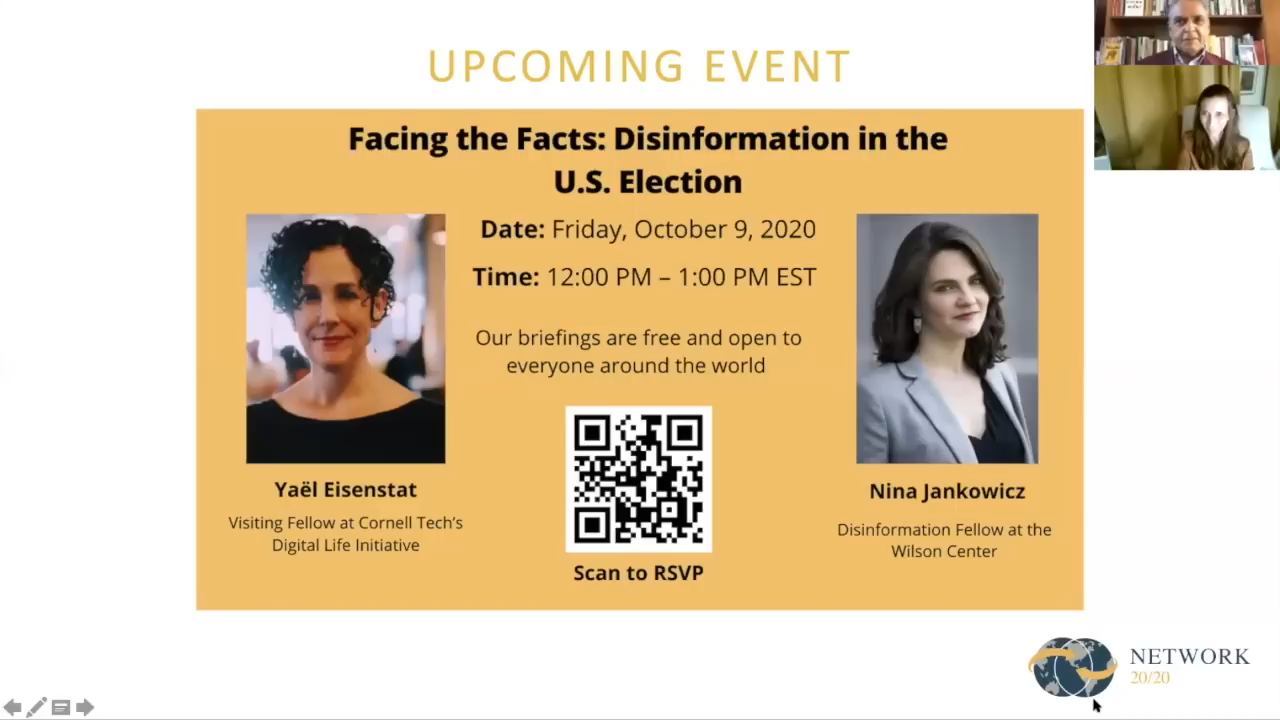 UPCOMING EVENT
Facing the Facts: Disinformation in the
U.S. Election
Date: Friday, October 9, 2020
Time: 12:00 PM – 1:00 PM EST
Our briefings are free and open to
everyone around the world
Yaël Eisenstat
Visiting Fellow at Cornell Tech's
Digital Life Initiative
Scan to RSVP
Nina Jankowicz
Disinformation Fellow at the
Wilson Center
NETWORK
20/20